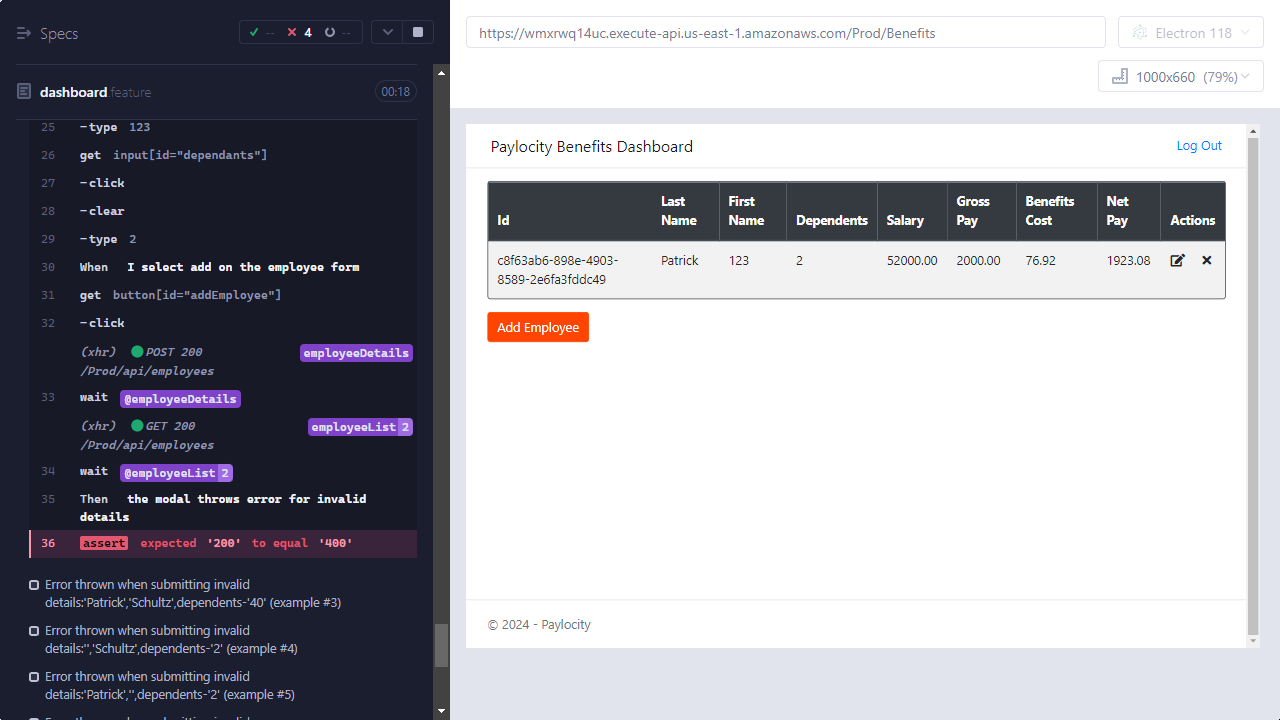 Specs
-- 4 --
dashboard.feature
00:18
25 -type 123
26 get input[id="dependants"]
27 -click
28 -clear
29 -type 2
30 When I select add on the employee form
31 get button[id="addEmployee"]
32 -click
(xhr) POST 200 employeeDetails
/Prod/api/employees
33 wait @employeeDetails
(xhr) GET 200 employeeList 2
/Prod/api/employees
34 wait @employeeList 2
35 Then the modal throws error for invalid
details
36 assert expected '200' to equal '400'
Error thrown when submitting invalid
details:'Patrick','Schultz',dependents-'40' (example #3)
Error thrown when submitting invalid
details:'','Schultz',dependents-'2' (example #4)
Error thrown when submitting invalid
details:'Patrick','',dependents-'2' (example #5)
https://wmxrwq14uc.execute-api.us-east-1.amazonaws.com/Prod/Benefits
Electron 118
1000x660 (79%)
Paylocity Benefits Dashboard
Log Out
Id Last Name First Name Dependents Salary Gross Pay Benefits Cost Net Pay Actions
c8f63ab6-898e-4903- Patrick 123 2 52000.00 2000.00 76.92 1923.08
8589-2e6fa3fddc49
Add Employee
© 2024 - Paylocity